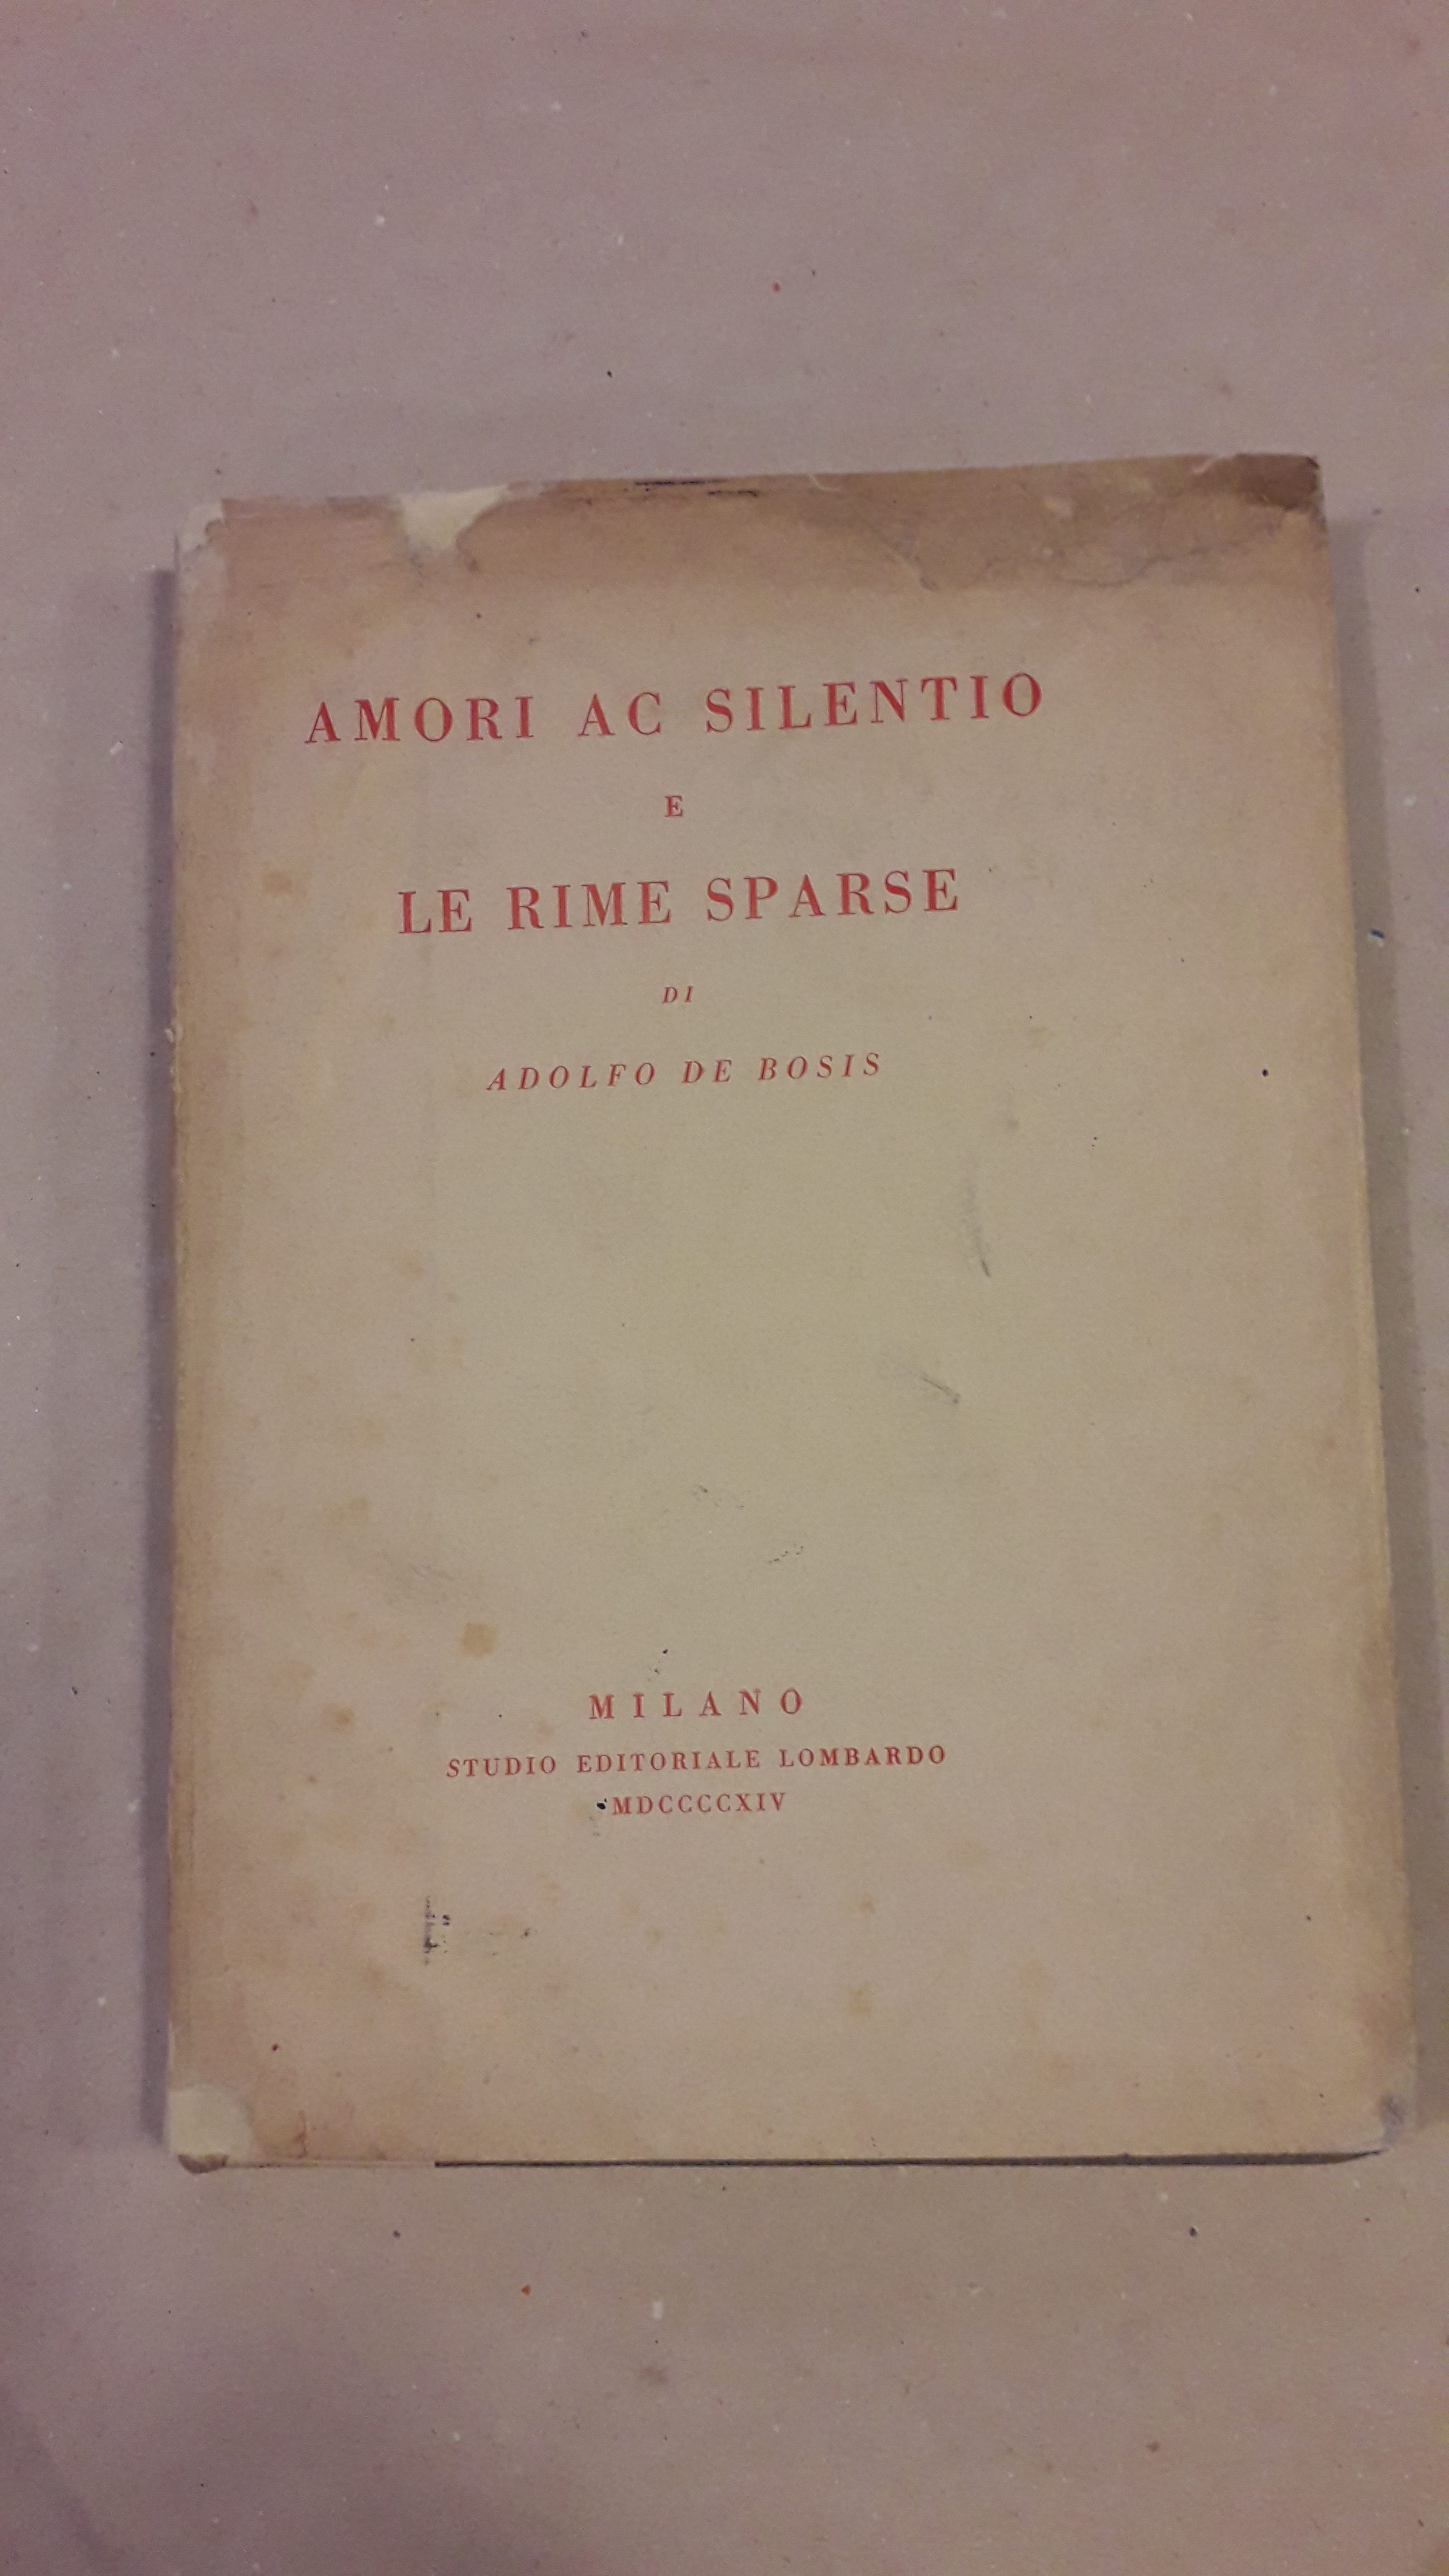 AMORI AC SILENTIO
E
LE RIME SPARSE
DI
ADOLFO DE BOSIS
MILANO
STUDIO EDITORIALE LOMBARDO
MDCCCCXIV